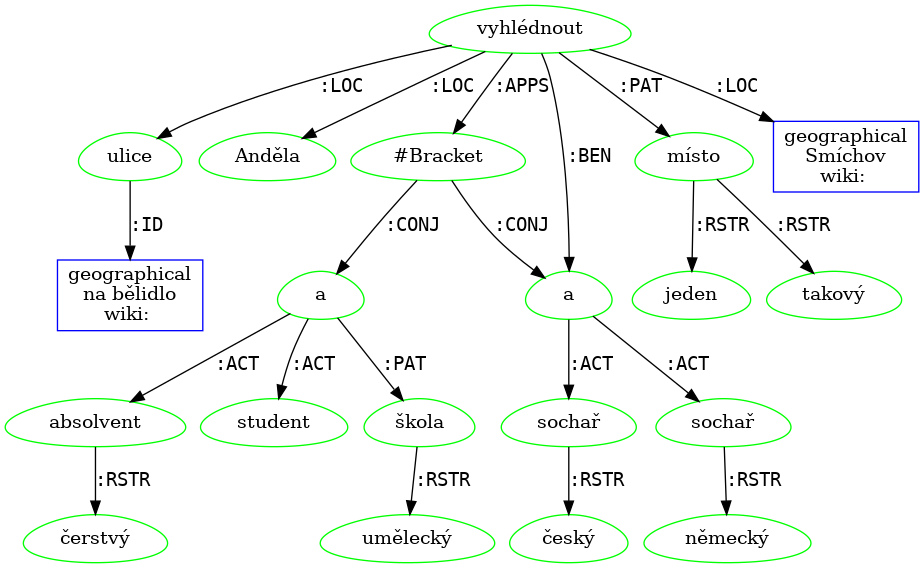 vyhlédnout
:LOC
:LOC
:APPS
:BEN
:PAT
:LOC
ulice
Anděla
#Bracket
místo
geographical
Smíchov
wiki:
:ID
:CONJ
:CONJ
:RSTR
:RSTR
geographical
na bělidlo
wiki:
a
a
jeden
takový
:ACT
:ACT
:PAT
:ACT
:ACT
absolvent
student
škola
sochař
sochař
:RSTR
:RSTR
:RSTR
:RSTR
čerstvý
umělecký
český
německý